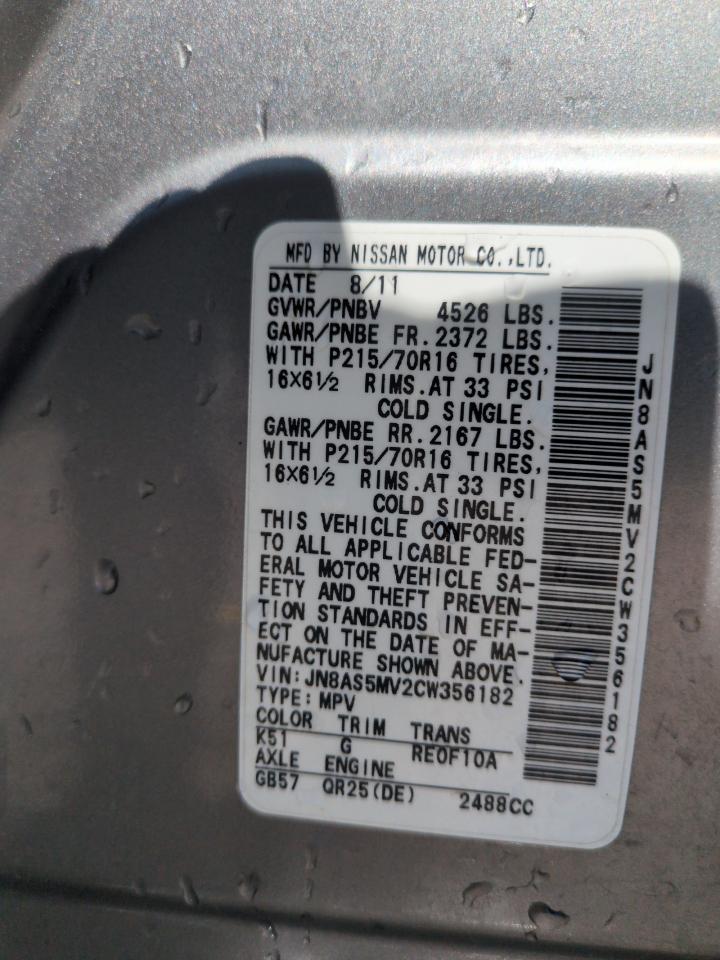 MFD BY NISSAN MOTOR CO.,LTD.
DATE 8/11
GVWR/PNBV 4526 LBS.
GAWR/PNBE FR.2372 LBS.
WITH P215/70R16 TIRES,
16X6½ RIMS.AT 33 PSI
COLD SINGLE.
GAWR/PNBE RR.2167 LBS.
WITH P215/70R16 TIRES,
16X6½ RIMS.AT 33 PSI
COLD SINGLE.
THIS VEHICLE CONFORMS
TO ALL APPLICABLE FED-
ERAL MOTOR VEHICLE SA-
FETY AND THEFT PREVEN-
TION STANDARDS IN EFF-
ECT ON THE DATE OF MA-
NUFACTURE SHOWN ABOVE.
VIN:JN8AS5MV2CW356182
TYPE:MPV
COLOR TRIM TRANS
K51 G RE0F10A
AXLE ENGINE
GB57 QR25(DE) 2488CC
JN8AS5MV2CW356182